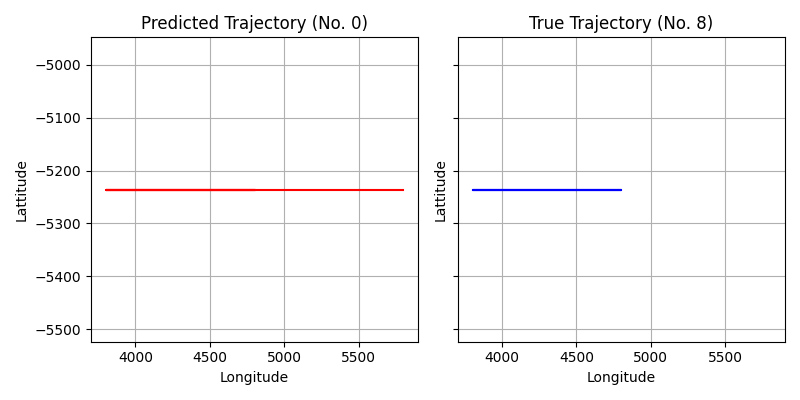 Predicted Trajectory (No. 0)
True Trajectory (No. 8)
−5000
−5100
−5200
−5300
−5400
−5500
Lattitude
Lattitude
4000 4500 5000 5500
4000 4500 5000 5500
Longitude
Longitude